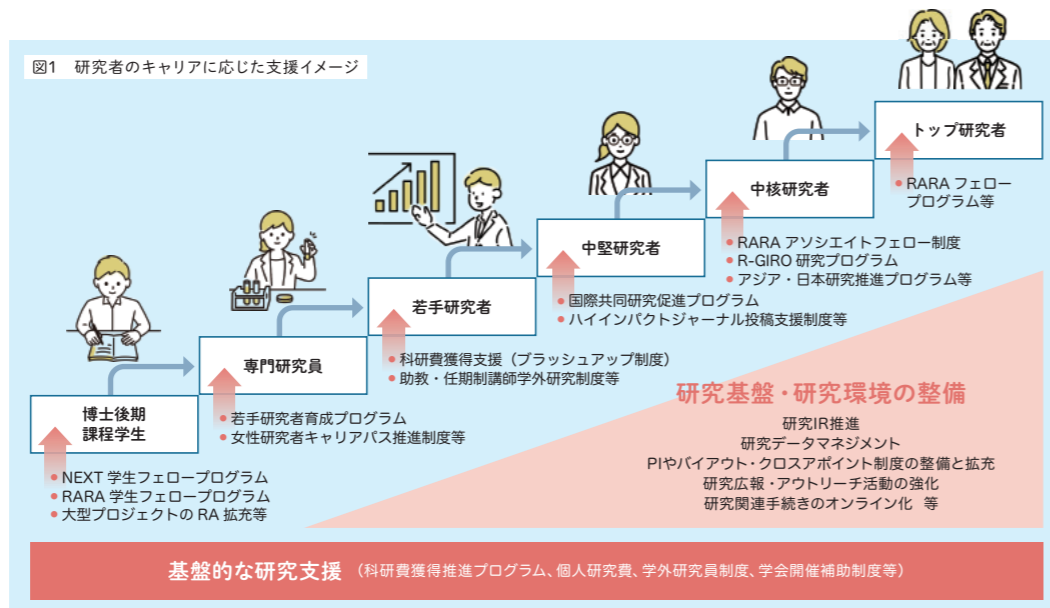 図1　研究者のキャリアに応じた支援イメージ
トップ研究者
● RARA フェロー
プログラム等
中核研究者
● RARA アソシエイトフェロー制度
● R-GIRO 研究プログラム
● アジア・日本研究推進プログラム等
中堅研究者
● 国際共同研究促進プログラム
● ハイインパクトジャーナル投稿支援制度等
若手研究者
● 科研費獲得支援（ブラッシュアップ制度）
● 助教・任期制講師学外研究制度等
専門研究員
● 若手研究者育成プログラム
● 女性研究者キャリアパス推進制度等
博士後期
課程学生
● NEXT 学生フェロープログラム
● RARA 学生フェロープログラム
● 大型プロジェクトの RA 拡充等
研究基盤・研究環境の整備
研究IR推進
研究データマネジメント
PIやバイアウト・クロスアポイント制度の整備と拡充
研究広報・アウトリーチ活動の強化
研究関連手続きのオンライン化 等
基盤的な研究支援 （科研費獲得推進プログラム、個人研究費、学外研究員制度、学会開催補助制度等）